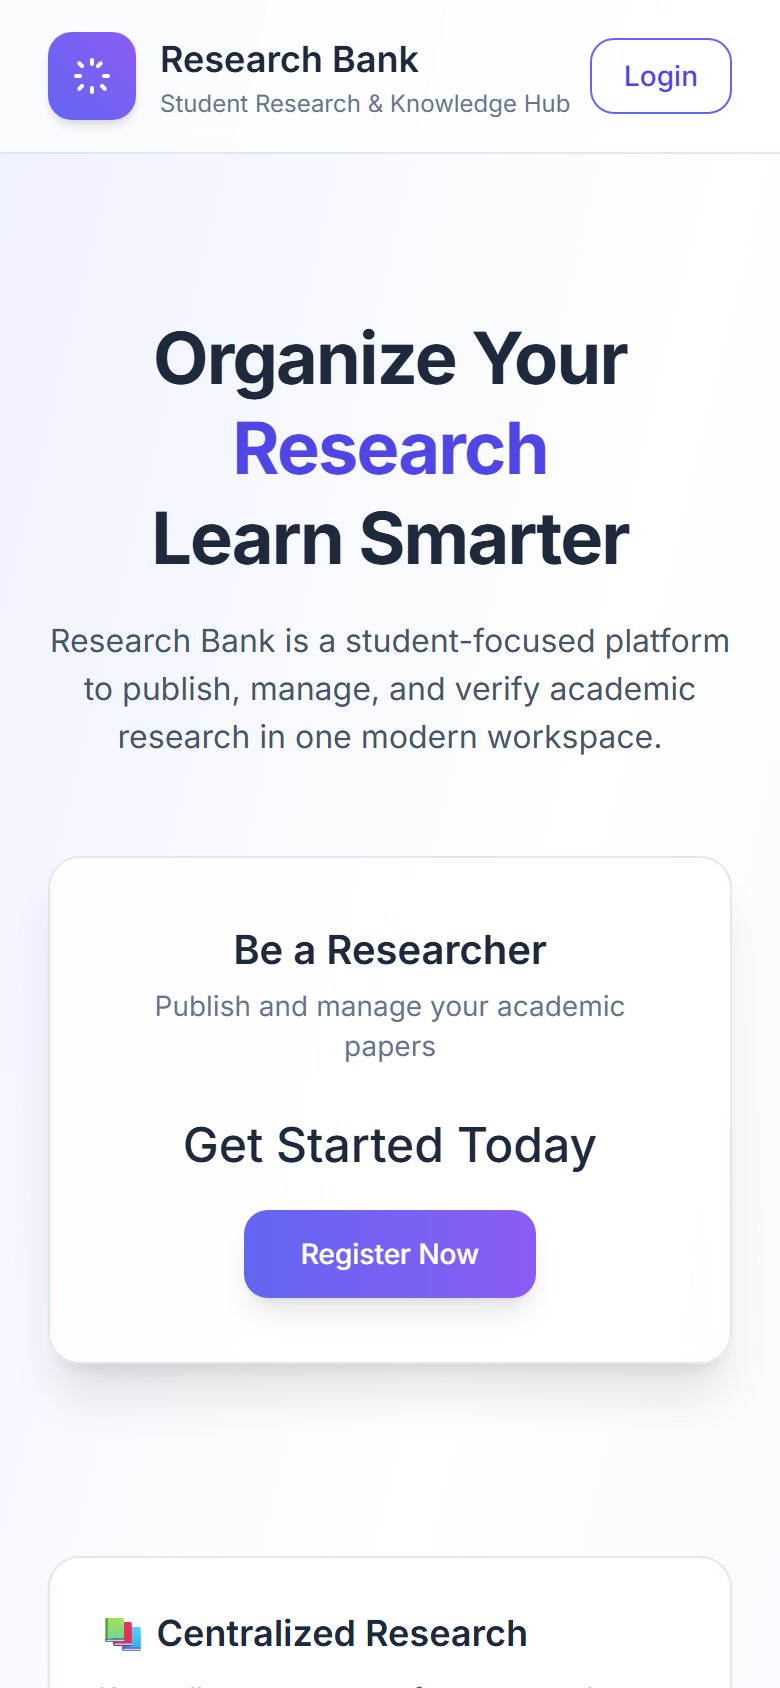 Research Bank
Student Research & Knowledge Hub
Login
Organize Your
Research
Learn Smarter
Research Bank is a student-focused platform
to publish, manage, and verify academic
research in one modern workspace.
Be a Researcher
Publish and manage your academic
papers
Get Started Today
Register Now
Centralized Research